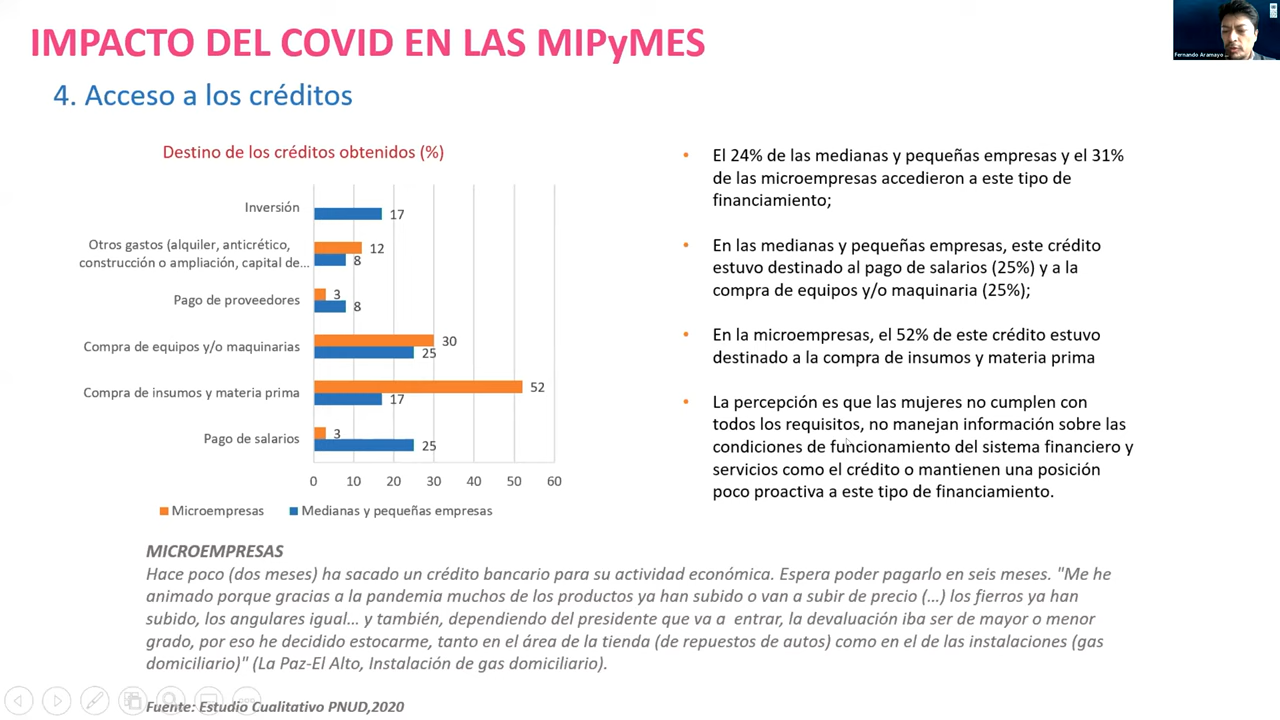 IMPACTO DEL COVID EN LAS MIPyMES
Fernando Aramayo
4. Acceso a los créditos
Destino de los créditos obtenidos (%)
Inversión
17
Otros gastos (alquiler, anticrético,
construcción o ampliación, capital de...
12
8
Pago de proveedores
3
8
Compra de equipos y/o maquinarias
30
25
Compra de insumos y materia prima
52
17
Pago de salarios
3
25
0 10 20 30 40 50 60
Microempresas Medianas y pequeñas empresas
• El 24% de las medianas y pequeñas empresas y el 31%
de las microempresas accedieron a este tipo de
financiamiento;
• En las medianas y pequeñas empresas, este crédito
estuvo destinado al pago de salarios (25%) y a la
compra de equipos y/o maquinaria (25%);
• En la microempresas, el 52% de este crédito estuvo
destinado a la compra de insumos y materia prima
• La percepción es que las mujeres no cumplen con
todos los requisitos, no manejan información sobre las
condiciones de funcionamiento del sistema financiero y
servicios como el crédito o mantienen una posición
poco proactiva a este tipo de financiamiento.
MICROEMPRESAS
Hace poco (dos meses) ha sacado un crédito bancario para su actividad económica. Espera poder pagarlo en seis meses. "Me he
animado porque gracias a la pandemia muchos de los productos ya han subido o van a subir de precio (…) los fierros ya han
subido, los angulares igual… y también, dependiendo del presidente que va a entrar, la devaluación iba ser de mayor o menor
grado, por eso he decidido estocarme, tanto en el área de la tienda (de repuestos de autos) como en el de las instalaciones (gas
domiciliario)" (La Paz-El Alto, Instalación de gas domiciliario).
Fuente: Estudio Cualitativo PNUD,2020